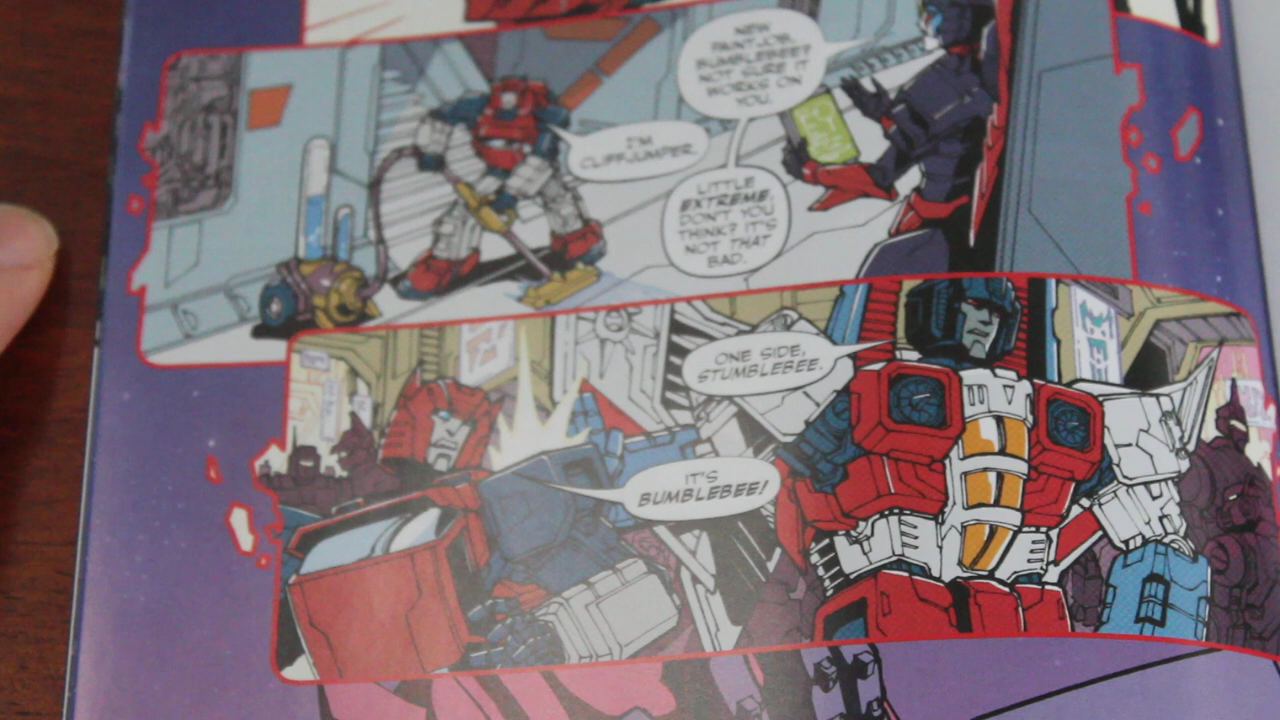 NEW
PAINT-JOB,
BUMBLEBEE?
NOT SURE IT
WORKS ON
YOU.
I'M
CLIFFJUMPER.
LITTLE
EXTREME,
DON'T YOU
THINK? IT'S
NOT THAT
BAD.
ONE SIDE,
STUMBLEBEE.
IT'S
BUMBLEBEE!